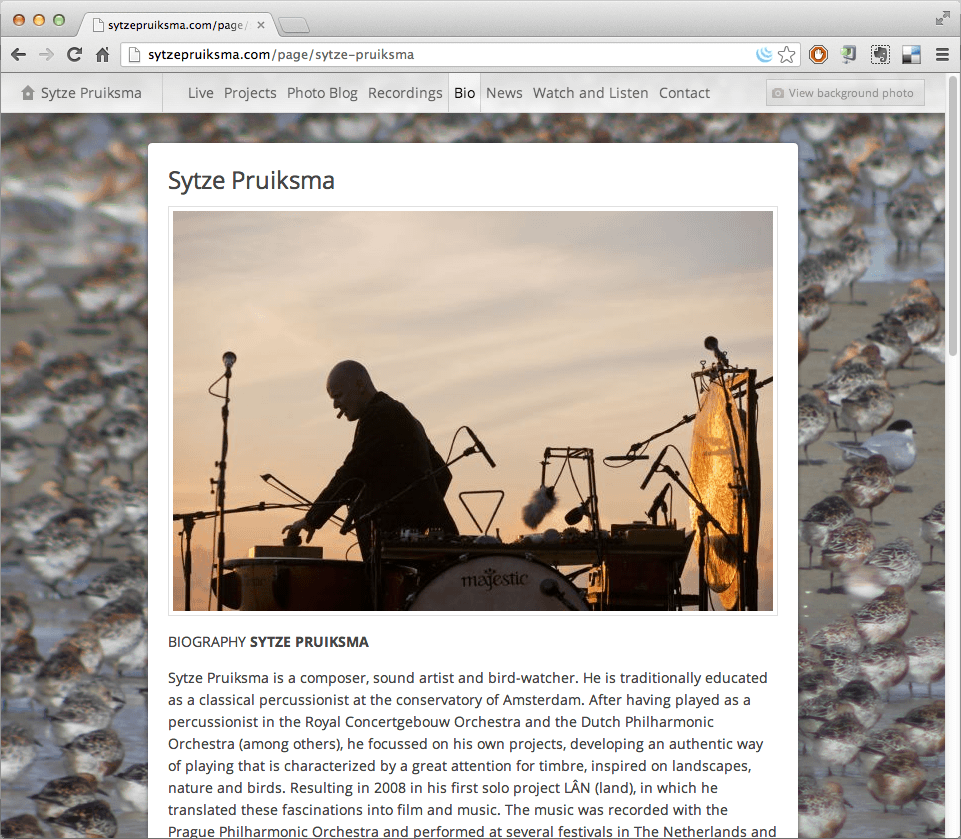 sytzepruiksma.com/page/
sytzepruiksma.com/page/sytze-pruiksma
Sytze Pruiksma
Live
Projects
Photo Blog
Recordings
Bio
News
Watch and Listen
Contact
View background photo
Sytze Pruiksma
majestic
BIOGRAPHY SYTZE PRUIKSMA
Sytze Pruiksma is a composer, sound artist and bird-watcher. He is traditionally educated
as a classical percussionist at the conservatory of Amsterdam. After having played as a
percussionist in the Royal Concertgebouw Orchestra and the Dutch Philharmonic
Orchestra (among others), he focussed on his own projects, developing an authentic way
of playing that is characterized by a great attention for timbre, inspired on landscapes,
nature and birds. Resulting in 2008 in his first solo project LÂN (land), in which he
translated these fascinations into film and music. The music was recorded with the
Prague Philharmonic Orchestra and performed at several festivals in The Netherlands and